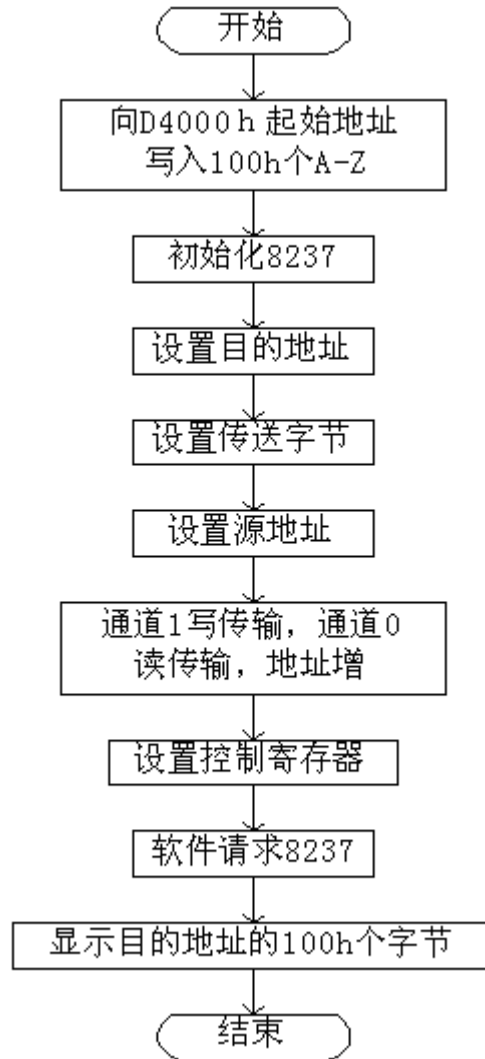 开始
向D4000h 起始地址
写入100h个A-Z
初始化8237
设置目的地址
设置传送字节
设置源地址
通道1写传输，通道0
读传输，地址增
设置控制寄存器
软件请求8237
显示目的地址的100h个字节
结束